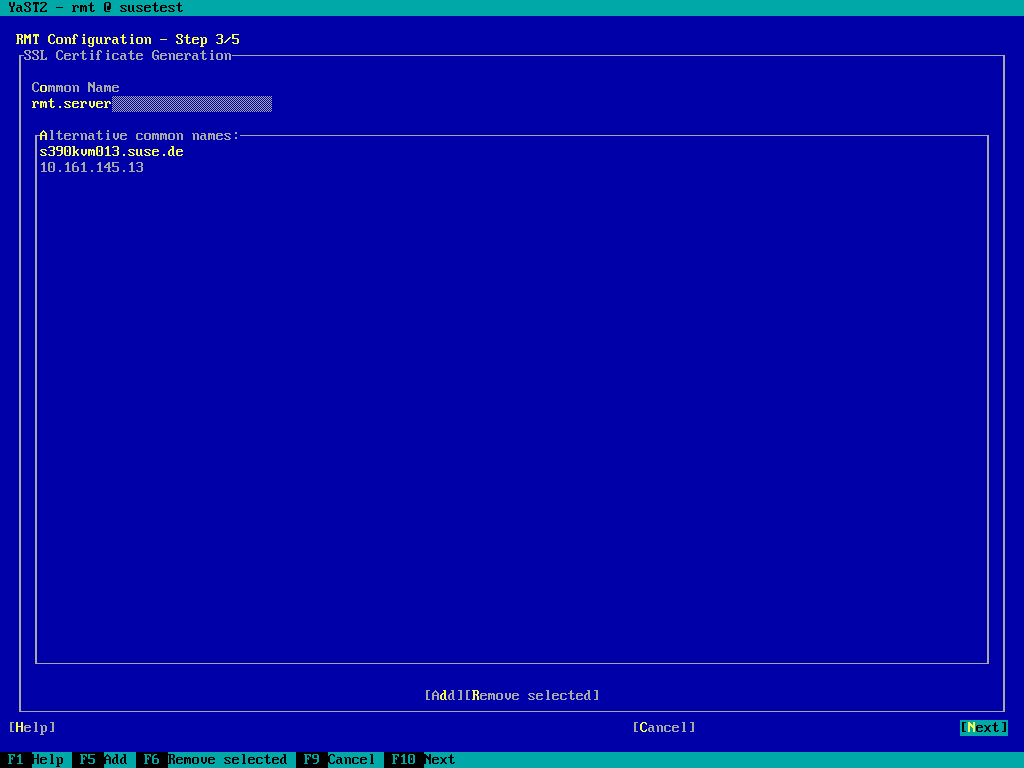 YaST2 - rmt @ susetest
RMT Configuration - Step 3/5
SSL Certificate Generation
Common Name
rmt.server
Alternative common names:
s390kvm013.suse.de
10.161.145.13
[Add][Remove selected]
[Help] [Cancel] [Next]
F1 Help F5 Add F6 Remove selected F9 Cancel F10 Next